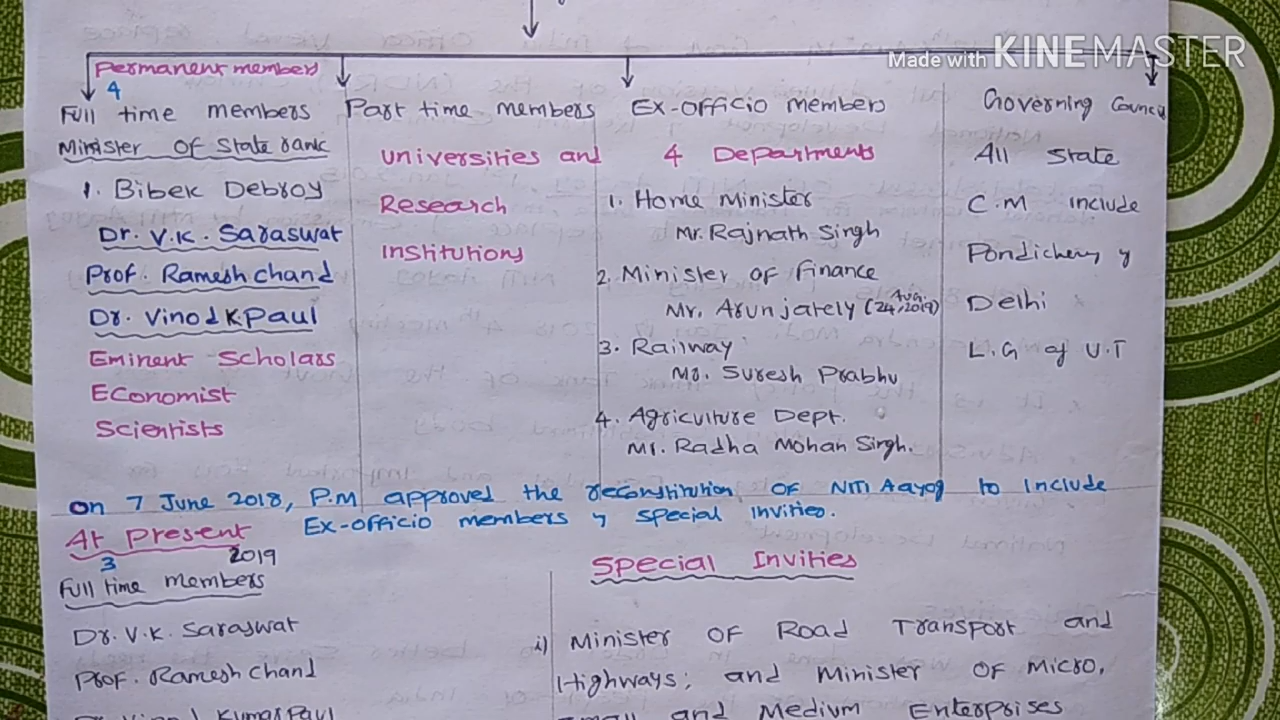 Made with KINEMASTER
Permanent members
4
Full time members
Minister Of State rank
1. Bibek Debroy
Dr. V.K. Saraswat
Prof. Ramesh chand
Dr. Vinod K. Paul
Eminent Scholars
Economist
Scientists
Part time members
Universities and
Research
Institutions
Ex-officio members
4 Departments
1. Home Minister
Mr. Rajnath Singh
2. Minister of Finance
Mr. Arun jately (24, Aug. 2019)
3. Railway
Mr. Suresh Prabhu
4. Agriculture Dept.
Mr. Radha Mohan Singh.
Governing Council
All State
C.M include
Pondicherry &
Delhi
L.G of U.T
On 7 June 2018, P.M approved the reconstitution of NITI Aayog to include
Ex-officio members & special invities.
At Present
2019
3
Full time members
Dr. V.K. Saraswat
Prof. Ramesh Chand
Kumar Paul
Special Invities
i) Minister of Road Transport and
Highways; and Minister of Micro,
Small and Medium Enterprises